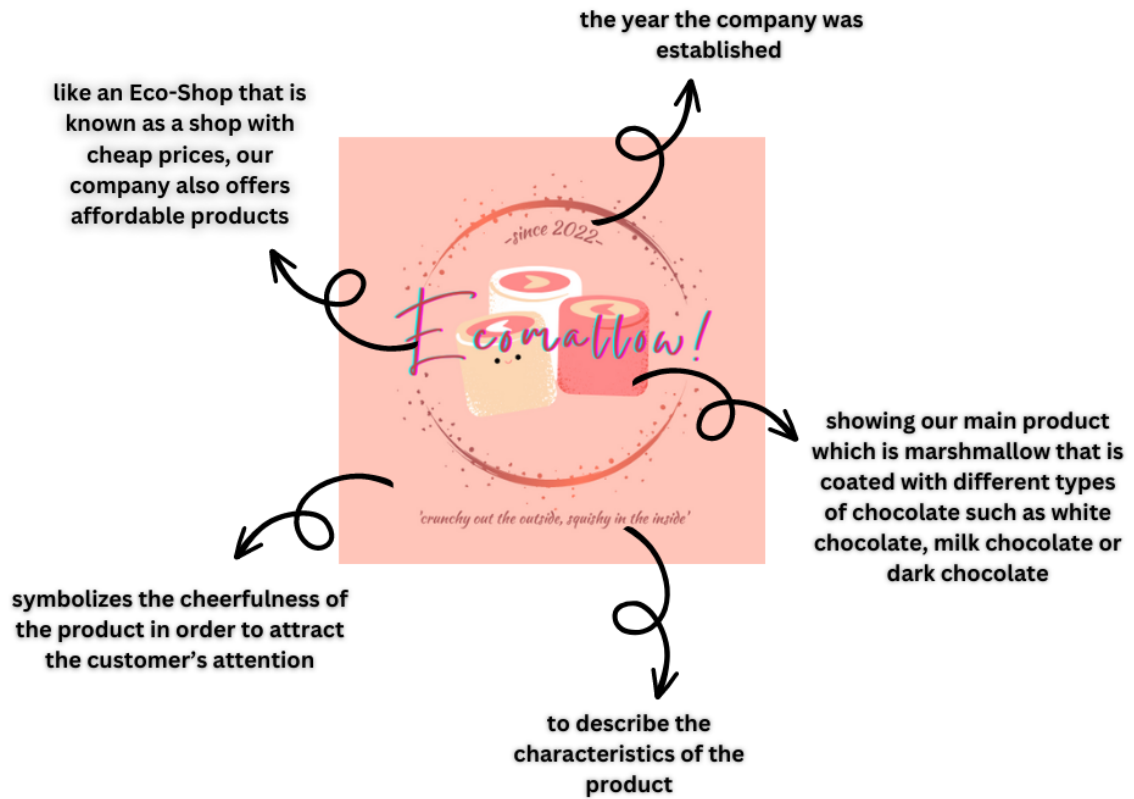 the year the company was
established
like an Eco-Shop that is
known as a shop with
cheap prices, our
company also offers
affordable products
-since 2022-
Ecomallow!
showing our main product
which is marshmallow that is
coated with different types
of chocolate such as white
chocolate, milk chocolate or
dark chocolate
'crunchy out the outside, squishy in the inside'
symbolizes the cheerfulness of
the product in order to attract
the customer's attention
to describe the
characteristics of the
product